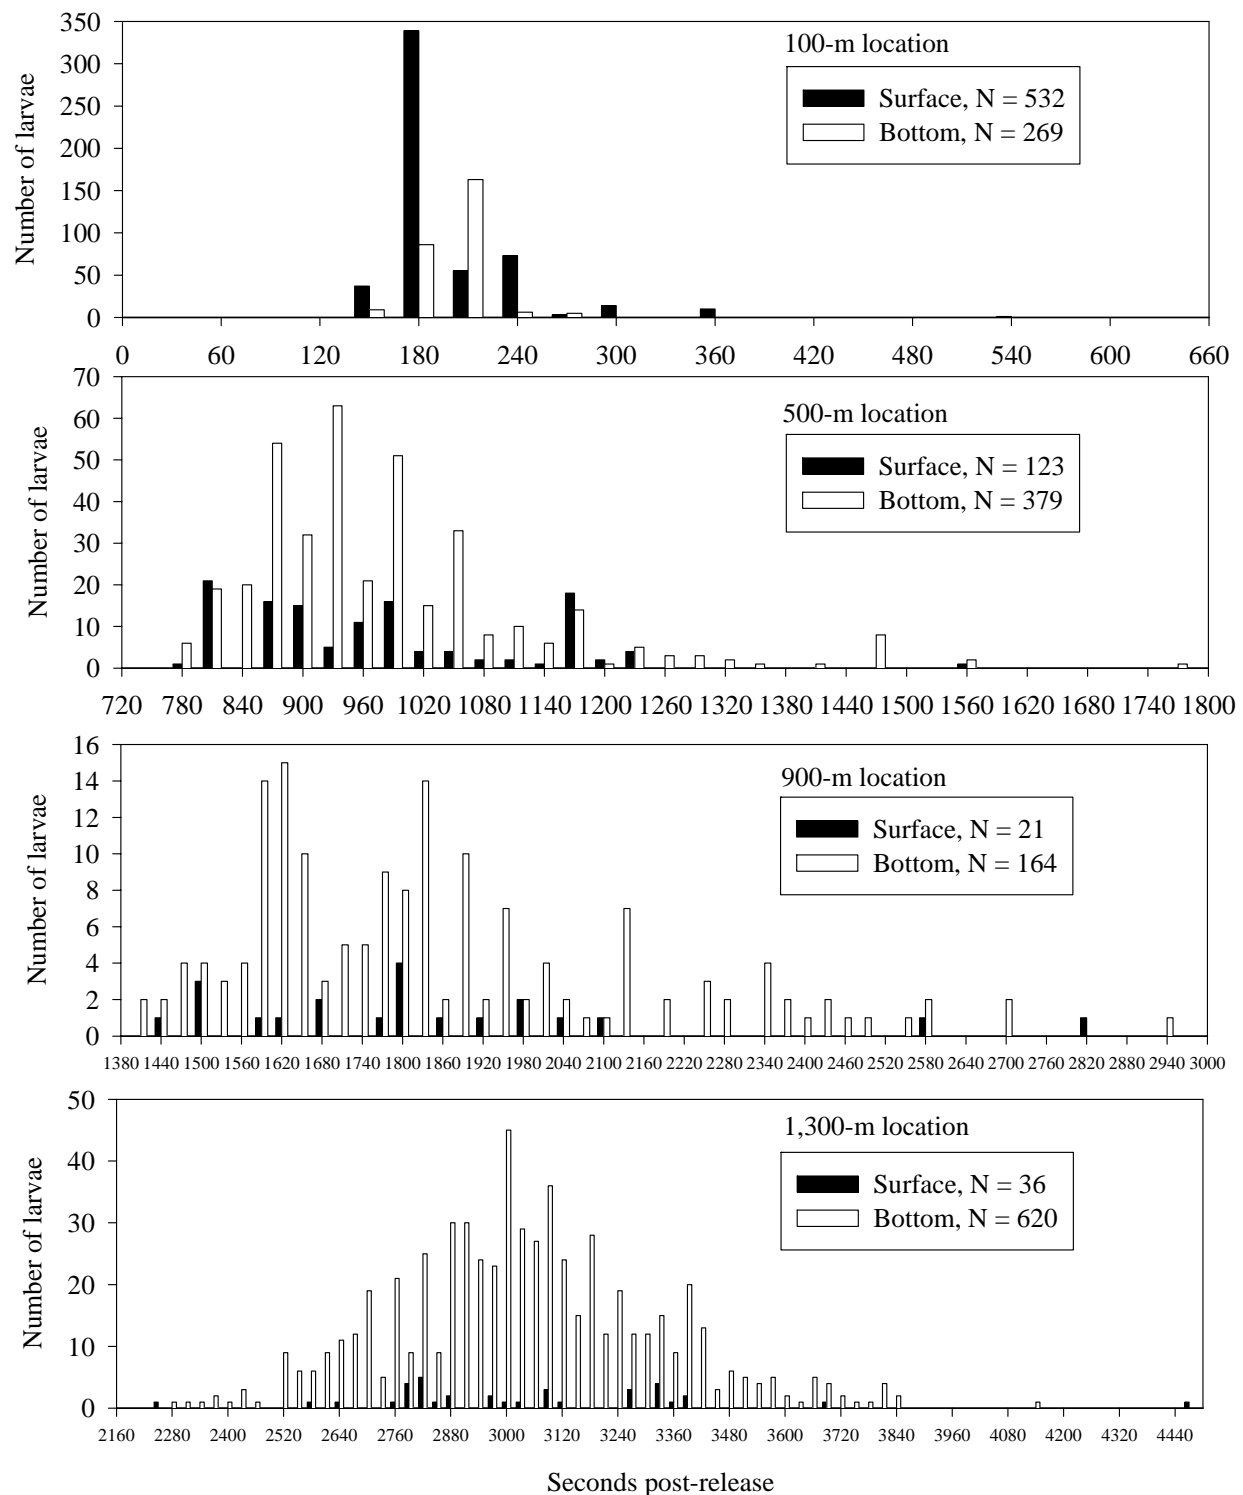 350
300
250
200
150
100
50
0
Number of larvae
100-m location
Surface, N = 532
Bottom, N = 269
0 60 120 180 240 300 360 420 480 540 600 660
70
60
50
40
30
20
10
0
Number of larvae
500-m location
Surface, N = 123
Bottom, N = 379
720 780 840 900 960 1020 1080 1140 1200 1260 1320 1380 1440 1500 1560 1620 1680 1740 1800
16
14
12
10
8
6
4
2
0
Number of larvae
900-m location
Surface, N = 21
Bottom, N = 164
1380 1440 1500 1560 1620 1680 1740 1800 1860 1920 1980 2040 2100 2160 2220 2280 2340 2400 2460 2520 2580 2640 2700 2760 2820 2880 2940 3000
50
40
30
20
10
0
Number of larvae
1,300-m location
Surface, N = 36
Bottom, N = 620
2160 2280 2400 2520 2640 2760 2880 3000 3120 3240 3360 3480 3600 3720 3840 3960 4080 4200 4320 4440
Seconds post-release